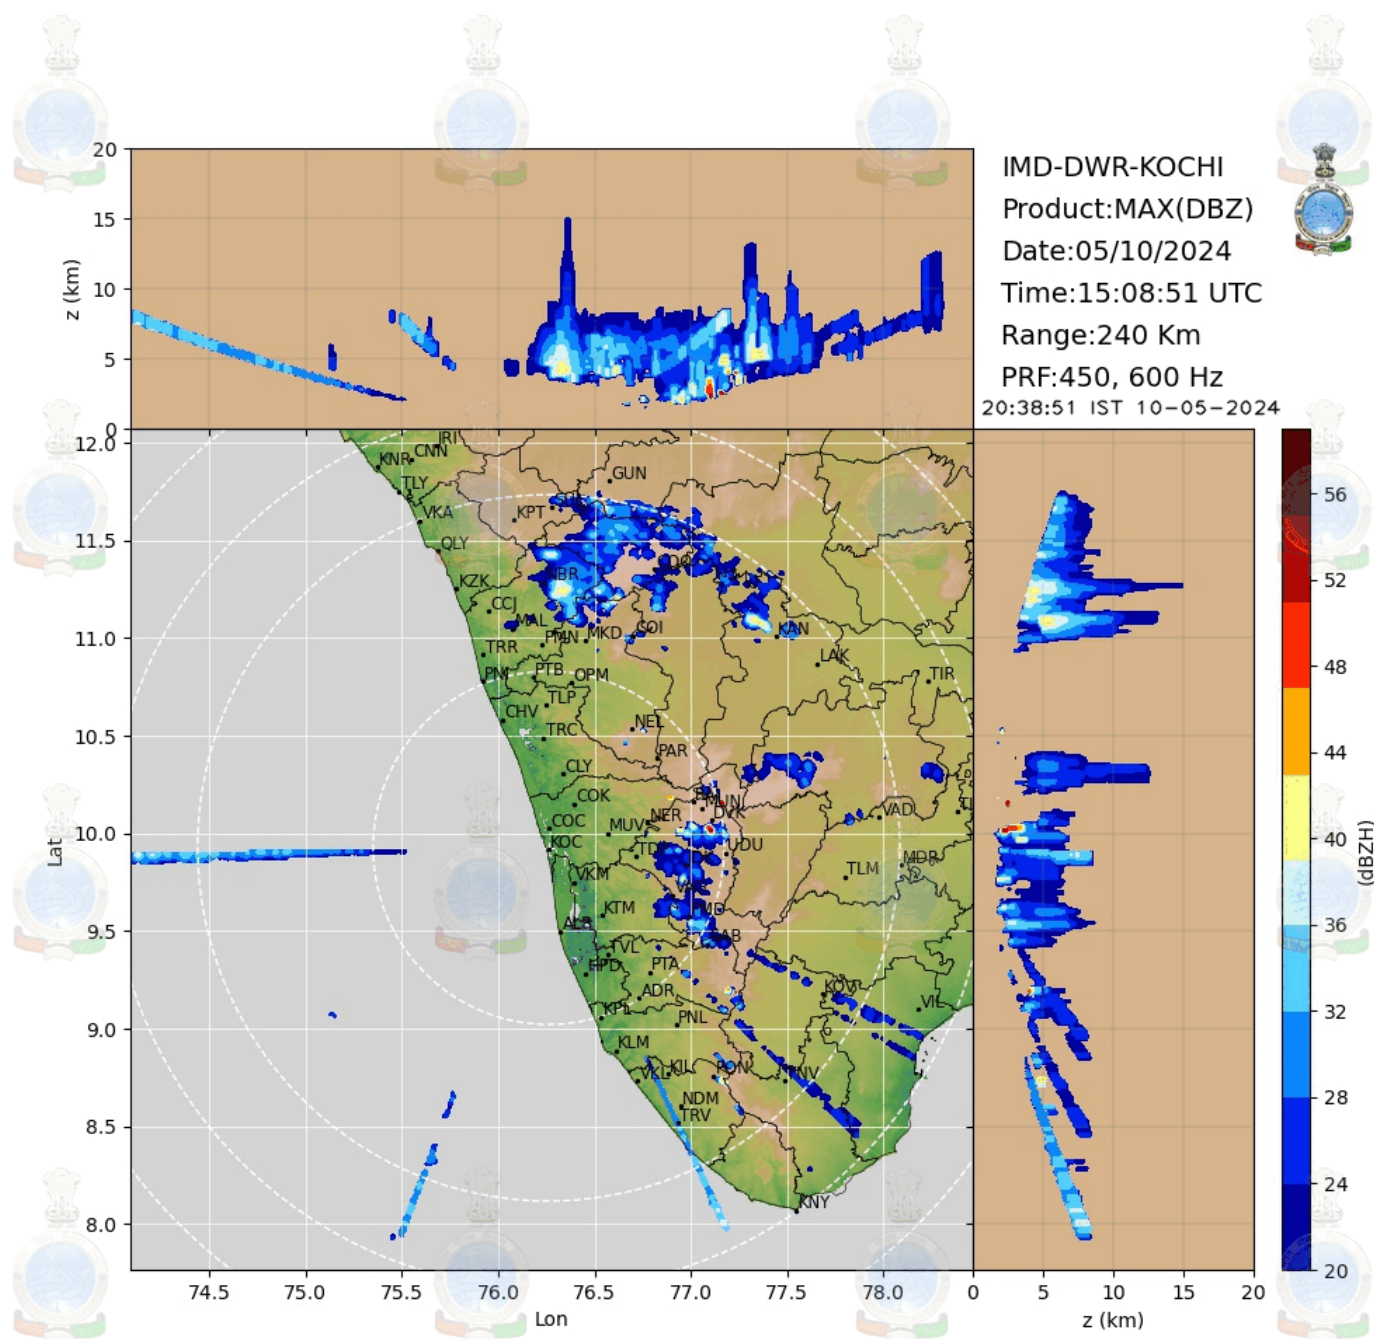 IMD-DWR-KOCHI
Product:MAX(DBZ)
Date:05/10/2024
Time:15:08:51 UTC
Range:240 Km
PRF:450, 600 Hz
20:38:51 IST 10-05-2024
20
15
10
5
0
z (km)
12.0
11.5
11.0
10.5
10.0
9.5
9.0
8.5
8.0
Lat
IRI
CNN
KNR
TLY
GUN
VKA
KPT
QLY
KZK
CCJ
MAL
PMN
MKD
COI
KAN
TRR
LAK
PNI
PTB
OPM
TIR
TLP
CHV
NEL
TRC
PAR
CLY
COK
MUN
DVK
VAD
COC
NER
MUV
KOC
UDU
TLM
MDR
VKM
KTM
PMD
ALP
SAB
TVL
HPD
PTA
KOV
ADR
VIL
KPL
PNL
KLM
VKL
KIL
PON
TNV
NDM
TRV
KNY
74.5 75.0 75.5 76.0 76.5 77.0 77.5 78.0
Lon
0 5 10 15 20
z (km)
56
52
48
44
40
36
32
28
24
20
(dBZH)